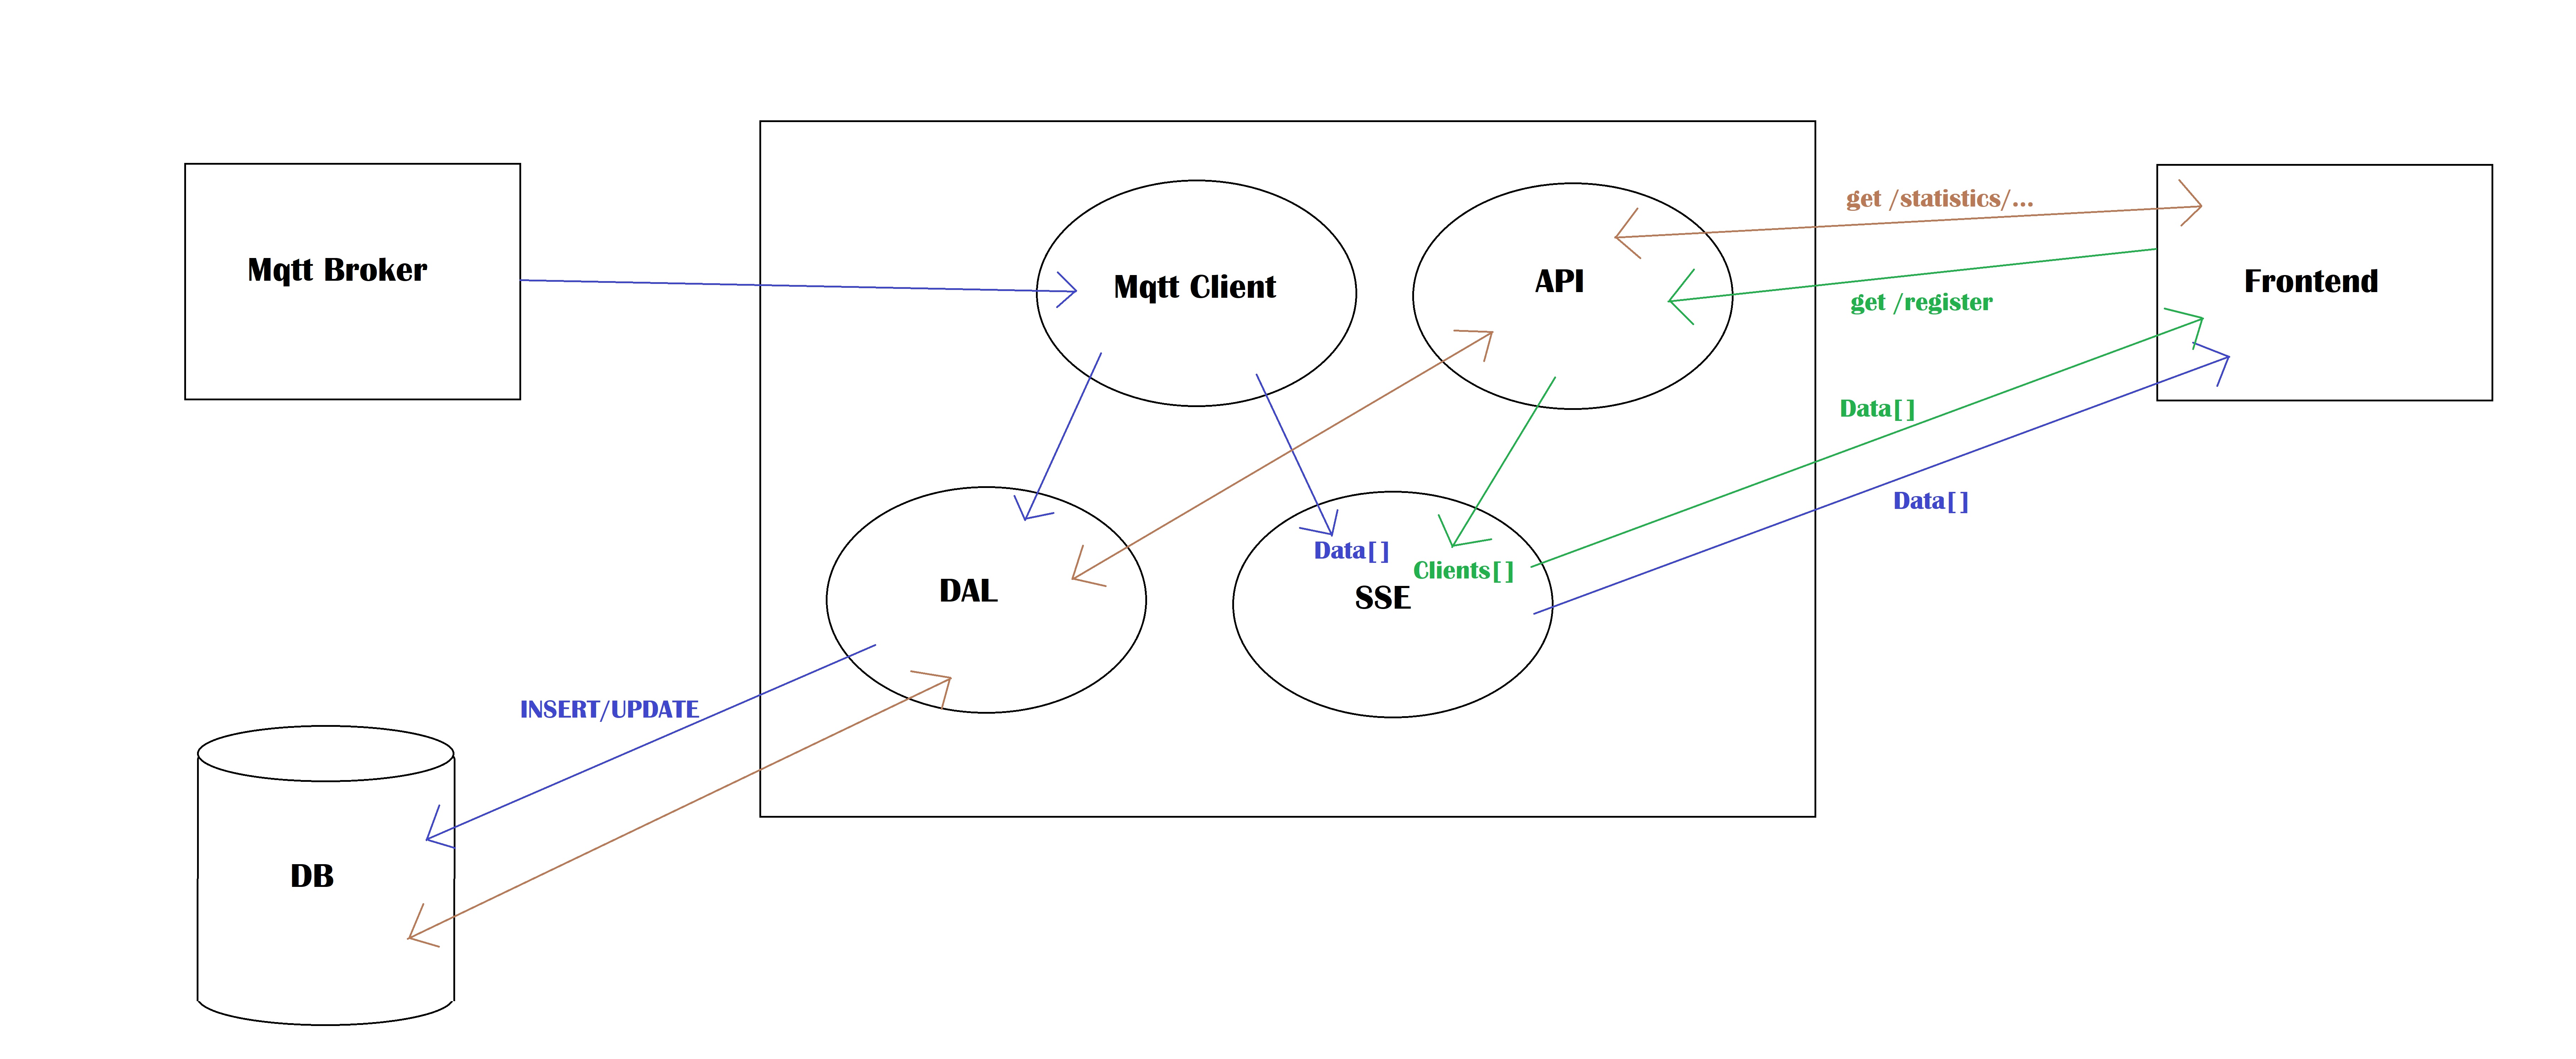 Mqtt Broker
Mqtt Client
API
get /statistics/...
get /register
Frontend
Data[]
Data[]
Data[]
Clients[]
SSE
DAL
INSERT/UPDATE
DB